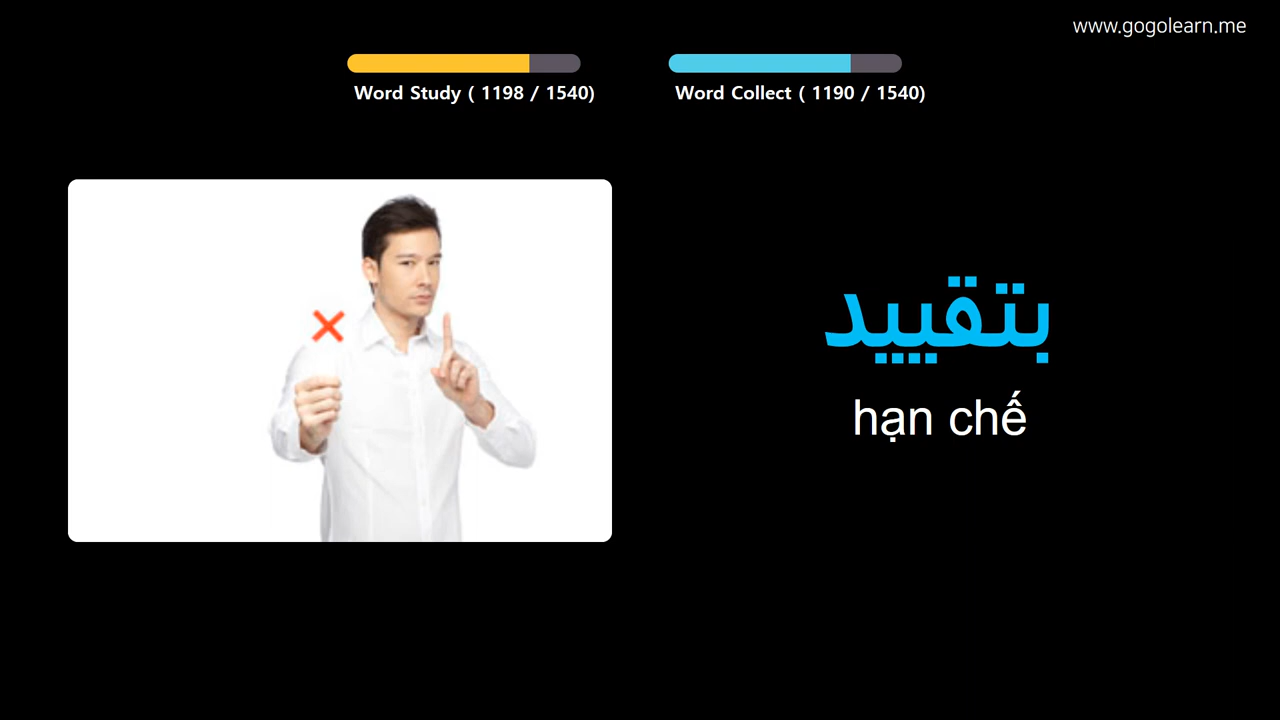 www.gogolearn.me
Word Study ( 1198 / 1540)
Word Collect ( 1190 / 1540)
بتقييد
hạn chế